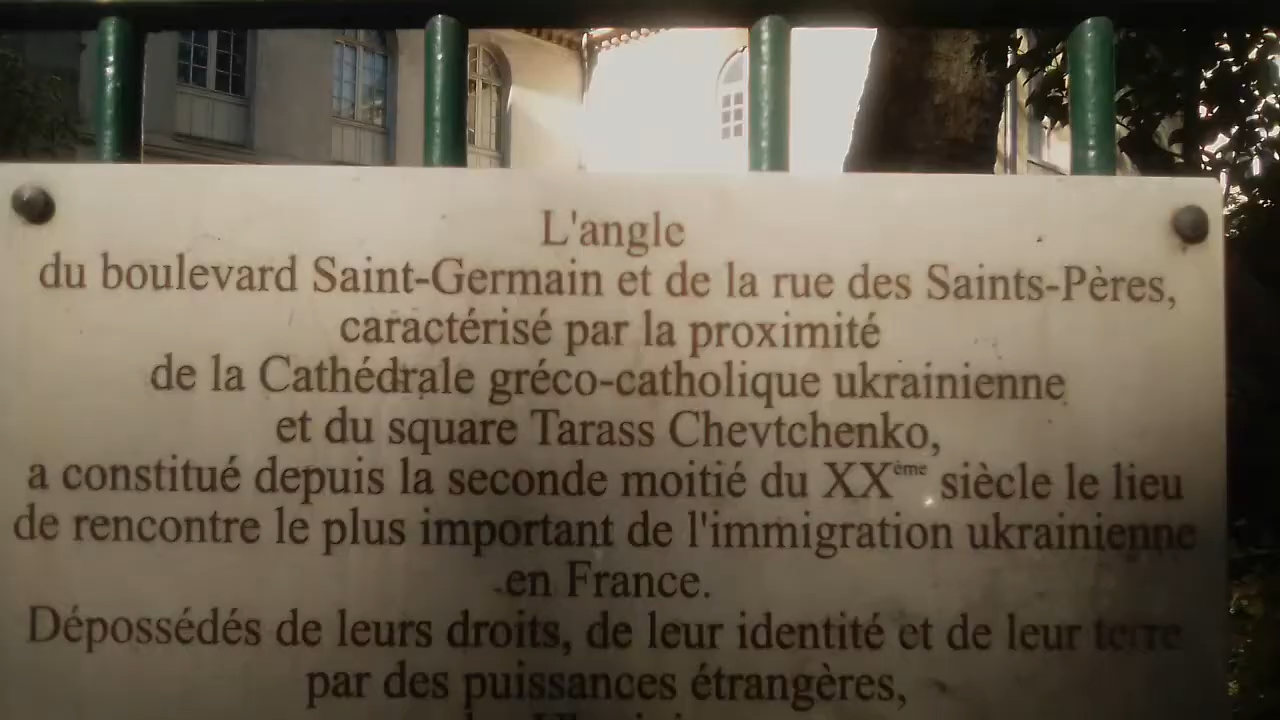 L'angle
du boulevard Saint-Germain et de la rue des Saints-Pères,
caractérisé par la proximité
de la Cathédrale gréco-catholique ukrainienne
et du square Tarass Chevtchenko,
a constitué depuis la seconde moitié du XXème siècle le lieu
de rencontre le plus important de l'immigration ukrainienne
en France.
Dépossédés de leurs droits, de leur identité et de leur terre
par des puissances étrangères,